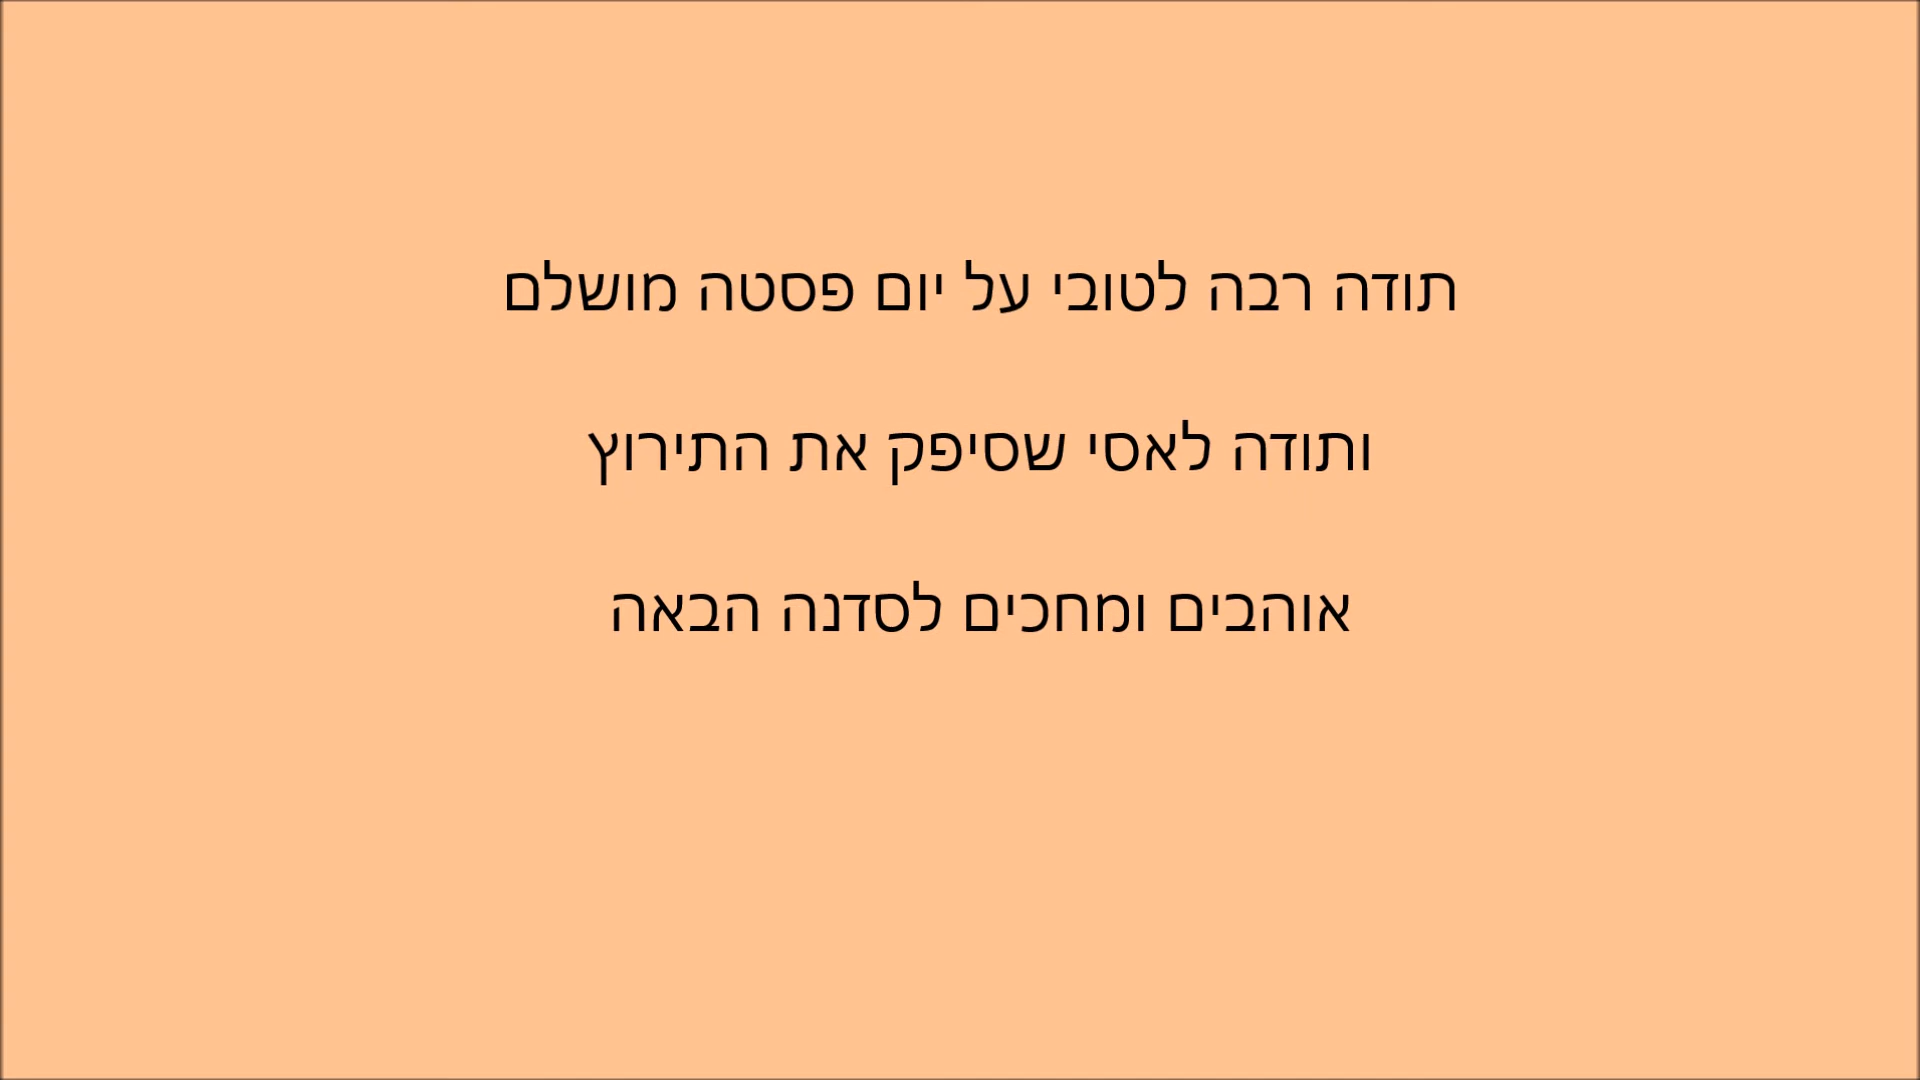 תודה רבה לטובי על יום פסטה מושלם
ותודה לאסי שסיפק את התירוץ
אוהבים ומחכים לסדנה הבאה